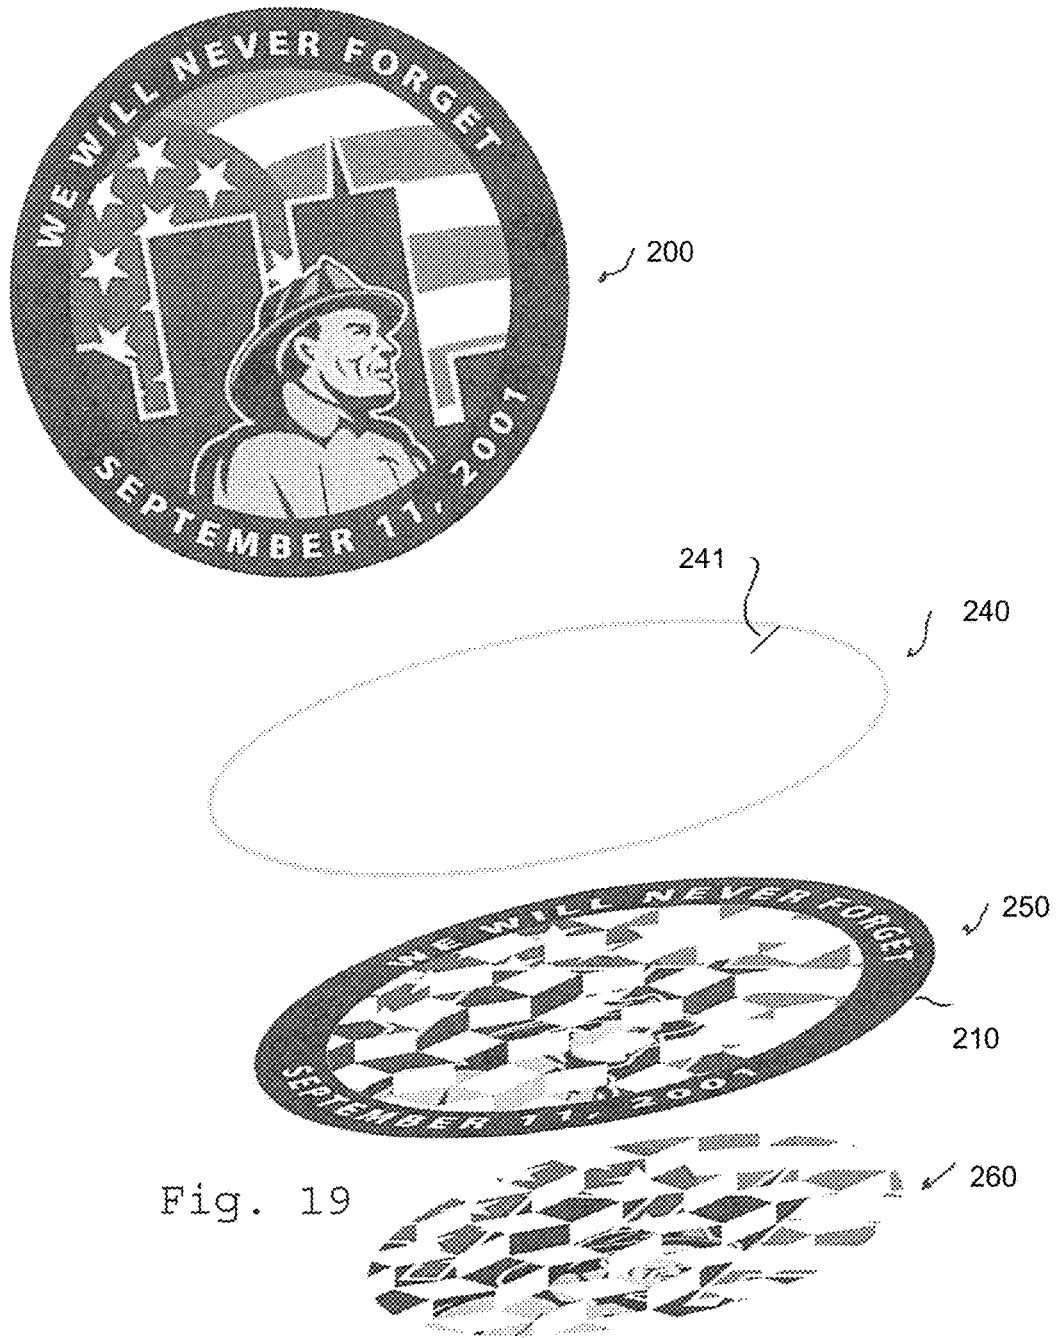 WE WILL NEVER FORGET
SEPTEMBER 11, 2001
200
241
240
250
WE WILL NEVER FORGET
210
SEPTEMBER 11, 2001
260
Fig. 19